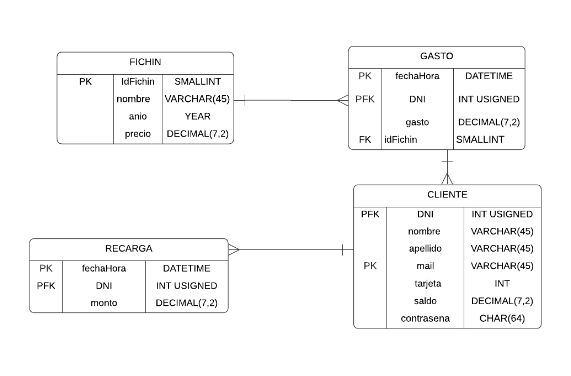 FICHIN
PK IdFichin SMALLINT
nombre VARCHAR(45)
anio YEAR
precio DECIMAL(7,2)
GASTO
PK fechaHora DATETIME
PFK DNI INT USIGNED
gasto DECIMAL(7,2)
FK idFichin SMALLINT
CLIENTE
PFK DNI INT USIGNED
nombre VARCHAR(45)
apellido VARCHAR(45)
PK mail VARCHAR(45)
tarjeta INT
saldo DECIMAL(7,2)
contrasena CHAR(64)
RECARGA
PK fechaHora DATETIME
PFK DNI INT USIGNED
monto DECIMAL(7,2)